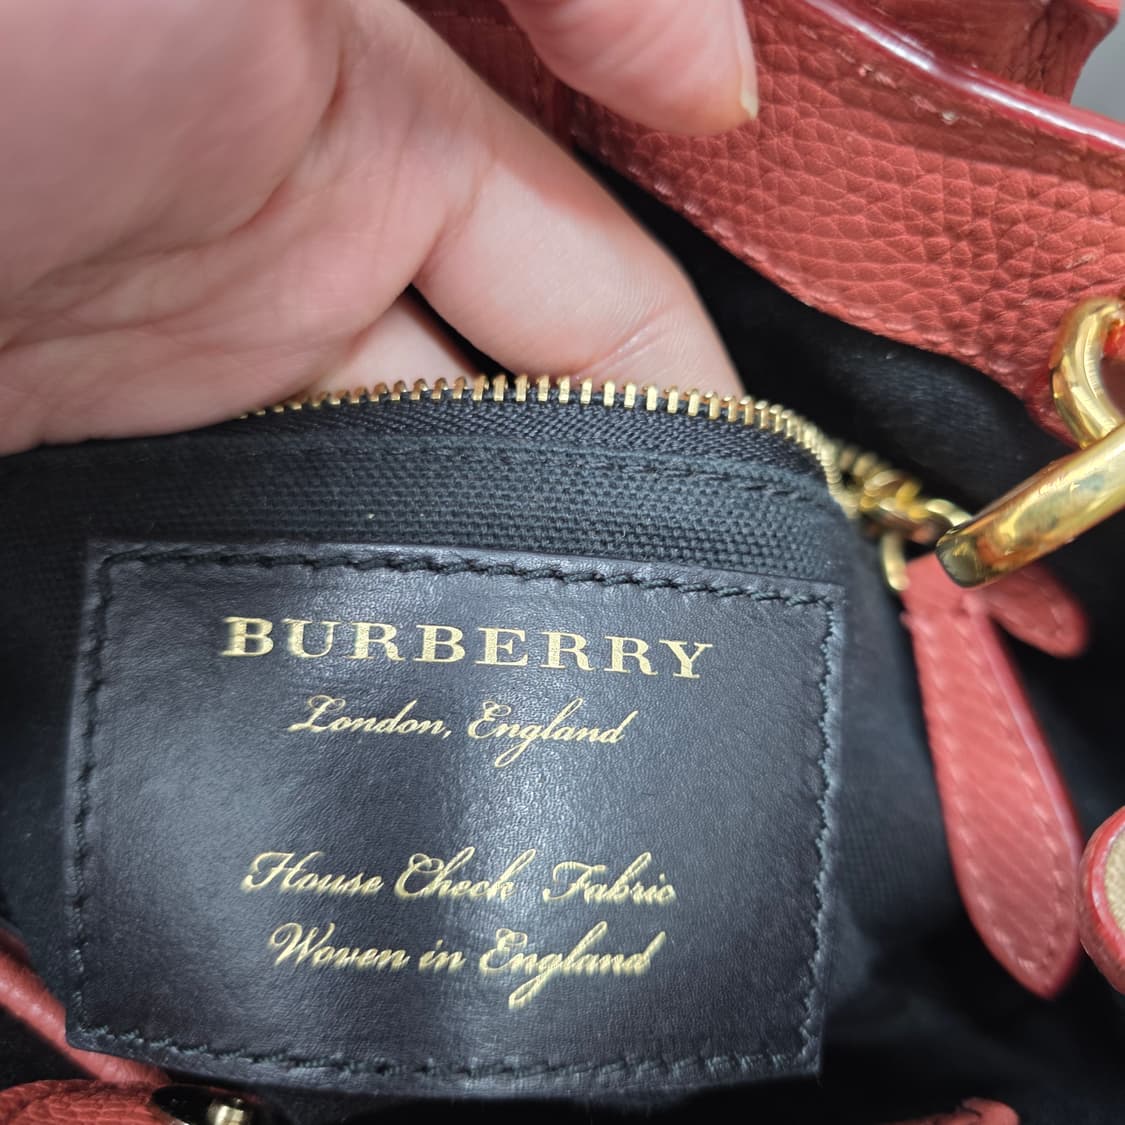 BURBERRY
London, England
House Check Fabric
Woven in England